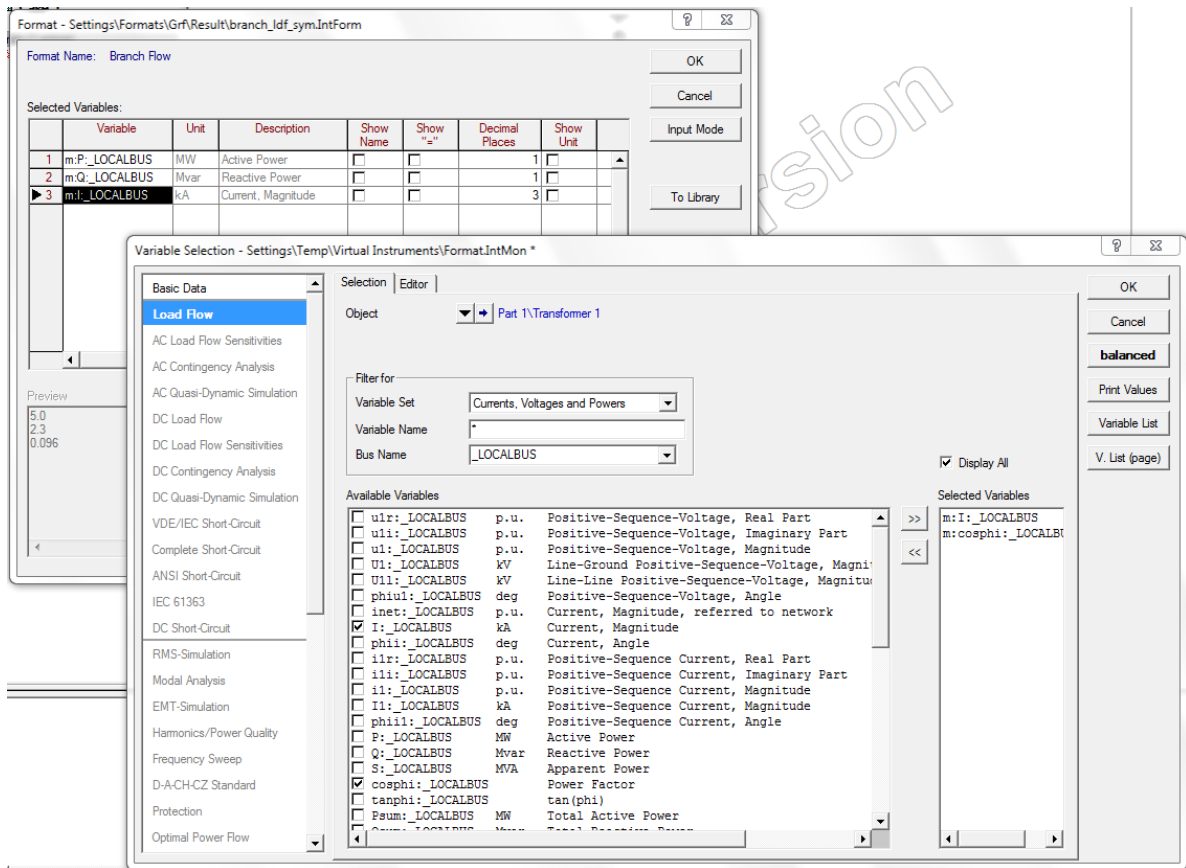 Format - Settings\Formats\Grf\Result\branch_ldf_sym.IntForm
Format Name: Branch Flow
OK
Cancel
Input Mode
To Library
Selected Variables:
Variable Unit Description Show Name Show "=" Decimal Places Show Unit
1 m:P:_LOCALBUS MW Active Power 1
2 m:Q:_LOCALBUS Mvar Reactive Power 1
3 m:I:_LOCALBUS kA Current, Magnitude 3
Preview
5.0
2.3
0.096
Variable Selection - Settings\Temp\Virtual Instruments\Format.IntMon *
Basic Data
Load Flow
AC Load Flow Sensitivities
AC Contingency Analysis
AC Quasi-Dynamic Simulation
DC Load Flow
DC Load Flow Sensitivities
DC Contingency Analysis
DC Quasi-Dynamic Simulation
VDE/IEC Short-Circuit
Complete Short-Circuit
ANSI Short-Circuit
IEC 61363
DC Short-Circuit
RMS-Simulation
Modal Analysis
EMT-Simulation
Harmonics/Power Quality
Frequency Sweep
D-A-CH-CZ Standard
Protection
Optimal Power Flow
Selection Editor
Object Part 1\Transformer 1
Filter for
Variable Set Currents, Voltages and Powers
Variable Name *
Bus Name _LOCALBUS
Display All
Available Variables
u1r:_LOCALBUS p.u. Positive-Sequence-Voltage, Real Part
u1i:_LOCALBUS p.u. Positive-Sequence-Voltage, Imaginary Part
u1:_LOCALBUS p.u. Positive-Sequence-Voltage, Magnitude
U1:_LOCALBUS kV Line-Ground Positive-Sequence-Voltage, Magni
U1l:_LOCALBUS kV Line-Line Positive-Sequence-Voltage, Magnitu
phiu1:_LOCALBUS deg Positive-Sequence-Voltage, Angle
inet:_LOCALBUS p.u. Current, Magnitude, referred to network
I:_LOCALBUS kA Current, Magnitude
phii:_LOCALBUS deg Current, Angle
i1r:_LOCALBUS p.u. Positive-Sequence Current, Real Part
i1i:_LOCALBUS p.u. Positive-Sequence Current, Imaginary Part
i1:_LOCALBUS p.u. Positive-Sequence Current, Magnitude
I1:_LOCALBUS kA Positive-Sequence Current, Magnitude
phii1:_LOCALBUS deg Positive-Sequence Current, Angle
P:_LOCALBUS MW Active Power
Q:_LOCALBUS Mvar Reactive Power
S:_LOCALBUS MVA Apparent Power
cosphi:_LOCALBUS Power Factor
tanphi:_LOCALBUS tan(phi)
Psum:_LOCALBUS MW Total Active Power
>>
<<
Selected Variables
m:I:_LOCALBUS
m:cosphi:_LOCALBU
OK
Cancel
balanced
Print Values
Variable List
V. List (page)